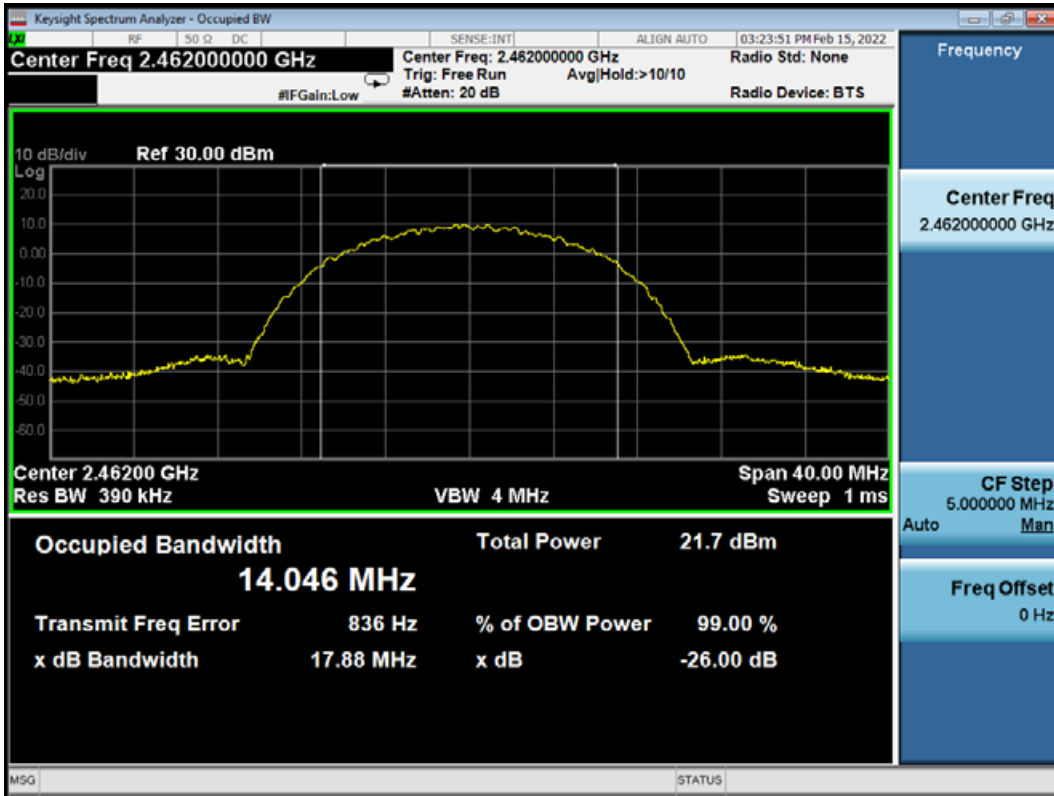 Keysight Spectrum Analyzer - Occupied BW
LXI RF 50 Ω DC SENSE:INT ALIGN AUTO 03:23:51 PM Feb 15, 2022
Center Freq 2.462000000 GHz
Center Freq: 2.462000000 GHz Radio Std: None
Trig: Free Run Avg|Hold:>10/10
#IFGain:Low #Atten: 20 dB Radio Device: BTS
10 dB/div Ref 30.00 dBm
Log
20.0
10.0
0.00
-10.0
-20.0
-30.0
-40.0
-50.0
-60.0
Center 2.46200 GHz Span 40.00 MHz
Res BW 390 kHz VBW 4 MHz Sweep 1 ms
Occupied Bandwidth Total Power 21.7 dBm
14.046 MHz
Transmit Freq Error 836 Hz % of OBW Power 99.00 %
x dB Bandwidth 17.88 MHz x dB -26.00 dB
MSG STATUS
Frequency
Center Freq
2.462000000 GHz
CF Step
5.000000 MHz
Auto Man
Freq Offset
0 Hz